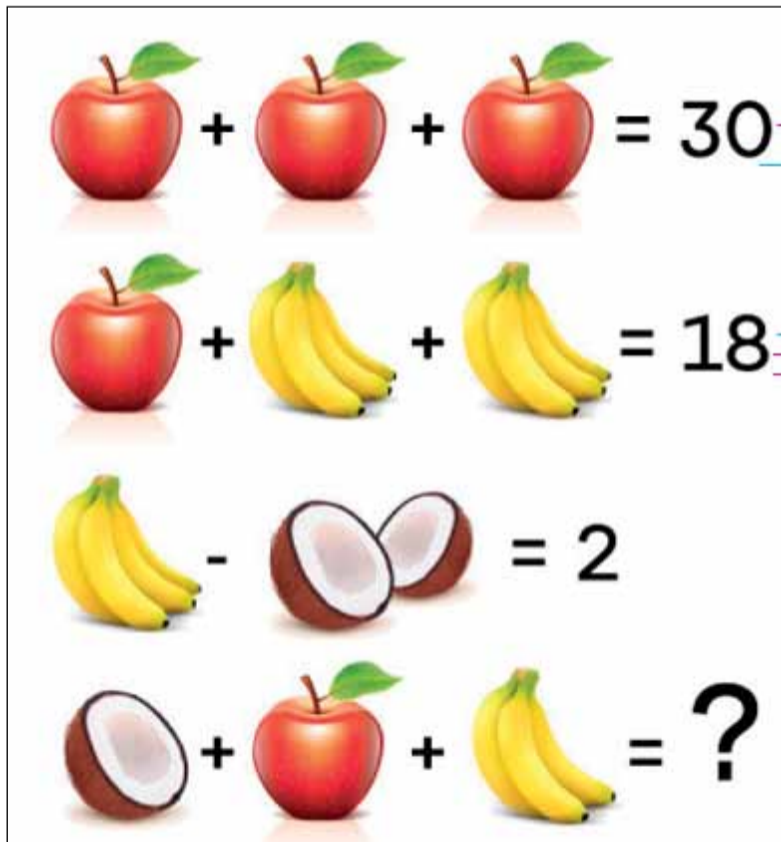 + + = 30
+ + = 18
- = 2
+ + = ?